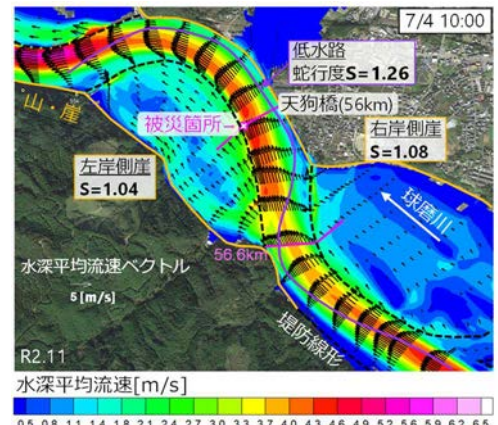 7/4 10:00
低水路
蛇行度S=1.26
天狗橋(56km)
被災箇所→
山・崖
右岸側崖
S=1.08
左岸側崖
S=1.04
球磨川
56.6km
水深平均流速ベクトル
5 [m/s]
堤防線形
R2.11
水深平均流速[m/s]
0.5 0.8 1.1 1.4 1.8 2.1 2.4 2.7 3.0 3.3 3.7 4.0 4.3 4.6 4.9 5.2 5.6 5.9 6.2 6.5